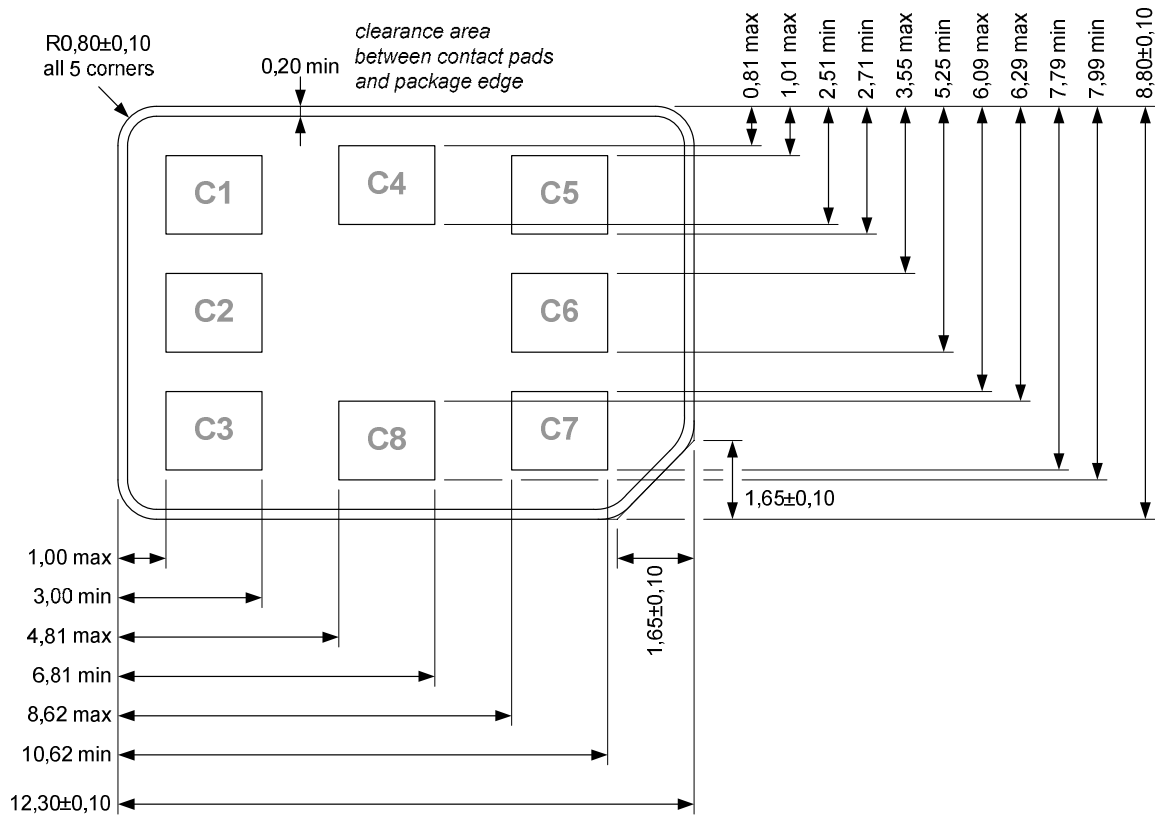 R0,80±0,10
all 5 corners
0,20 min
clearance area
between contact pads
and package edge
0,81 max
1,01 max
2,51 min
2,71 min
3,55 max
5,25 min
6,09 max
6,29 max
7,79 min
7,99 min
8,80±0,10
C1
C4
C5
C2
C6
C3
C8
C7
1,65±0,10
1,65±0,10
1,00 max
3,00 min
4,81 max
6,81 min
8,62 max
10,62 min
12,30±0,10